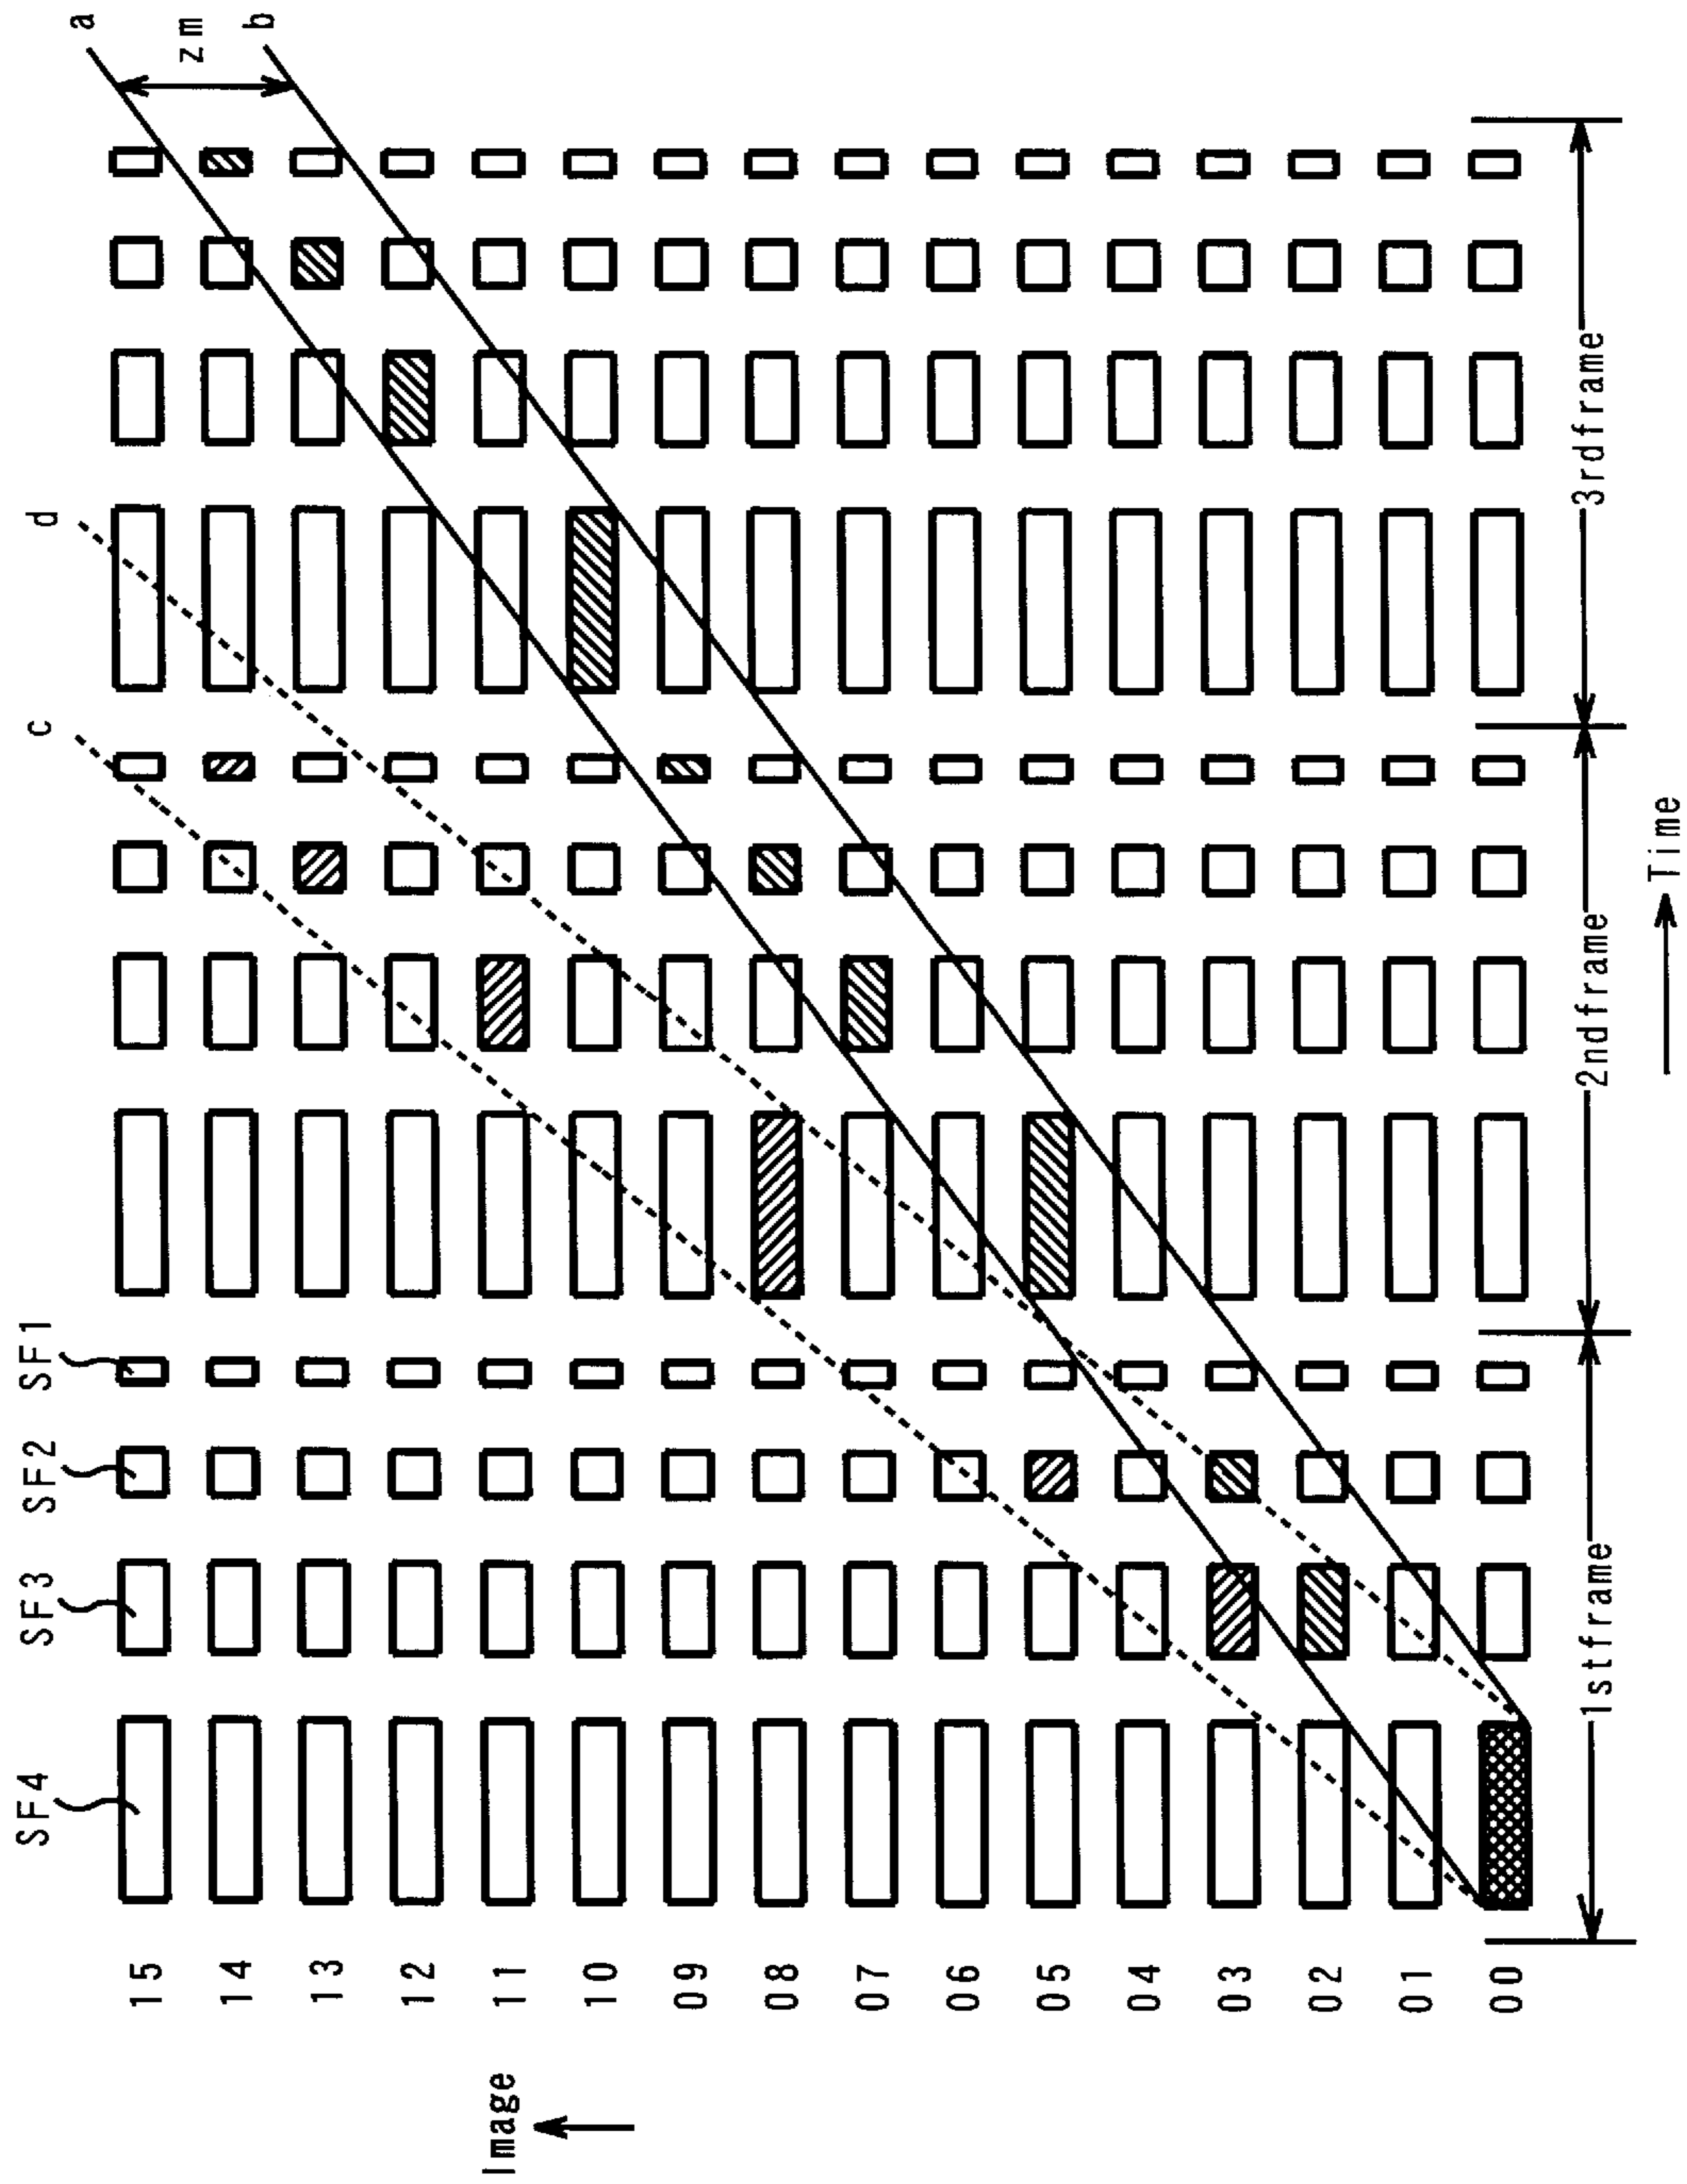 a
zm
b
d
c
SF4
SF3
SF2
SF1
15
14
13
12
11
10
09
08
07
06
05
04
03
02
01
00
Image
1stframe
2ndframe
3rdframe
Time